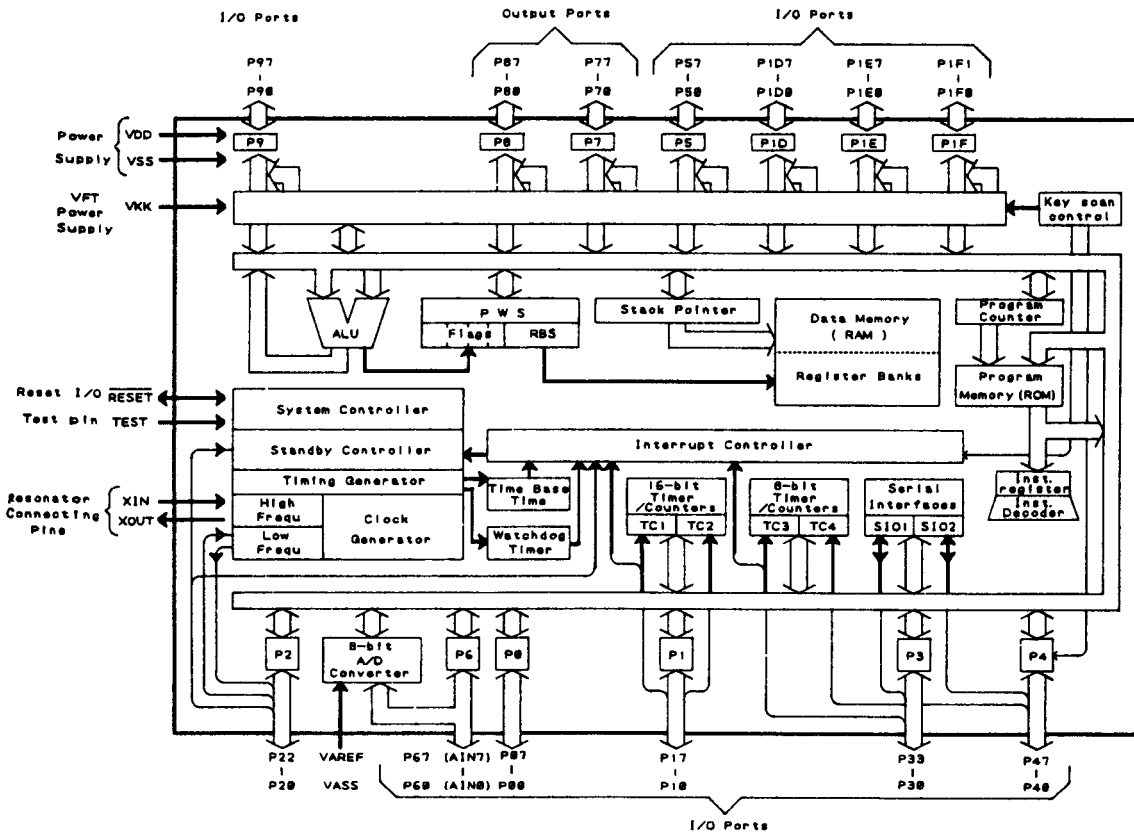 I/O Ports
Output Ports
I/O Ports
P97
P90
P87
P80
P77
P70
P57
P50
P1D7
P1D0
P1E7
P1E0
P1F1
P1F0
Power Supply
VDD
VSS
P9
P8
P7
P5
P1D
P1E
P1F
VFT Power Supply
VKK
Key scan control
ALU
P W S
Flags
RBS
Stack Pointer
Data Memory
( RAM )
Register Banks
Program Counter
Program Memory (ROM)
Reset I/O RESET
Test pin TEST
System Controller
Standby Controller
Timing Generator
High Frequ
Low Frequ
Clock Generator
Resonator Connecting Pins
XIN
XOUT
Interrupt Controller
Time Base Time
Watchdog Timer
16-bit Timer /Counters
TC1
TC2
8-bit Timer /Counters
TC3
TC4
Serial Interfaces
SIO1
SIO2
Inst. register
Inst. Decoder
P2
8-bit A/D Converter
P6
P0
P1
P3
P4
P22
P20
VAREF
VASS
P67 (AIN7)
P60 (AIN0)
P07
P00
P17
P10
P33
P30
P47
P40
I/O Ports